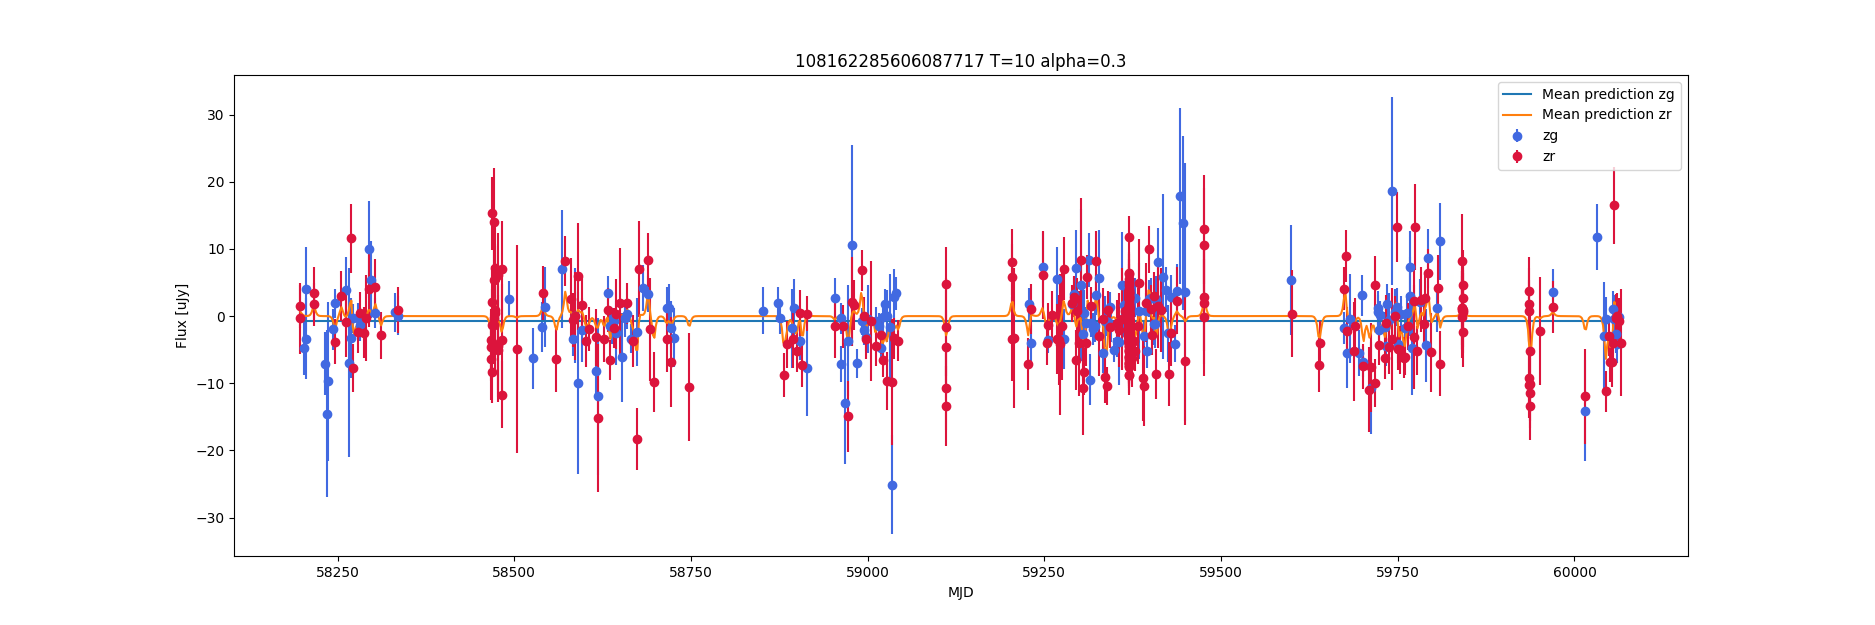 108162285606087717 T=10 alpha=0.3
Flux [uJy]
30
20
10
0
−10
−20
−30
58250 58500 58750 59000 59250 59500 59750 60000
MJD
Mean prediction zg
Mean prediction zr
zg
zr